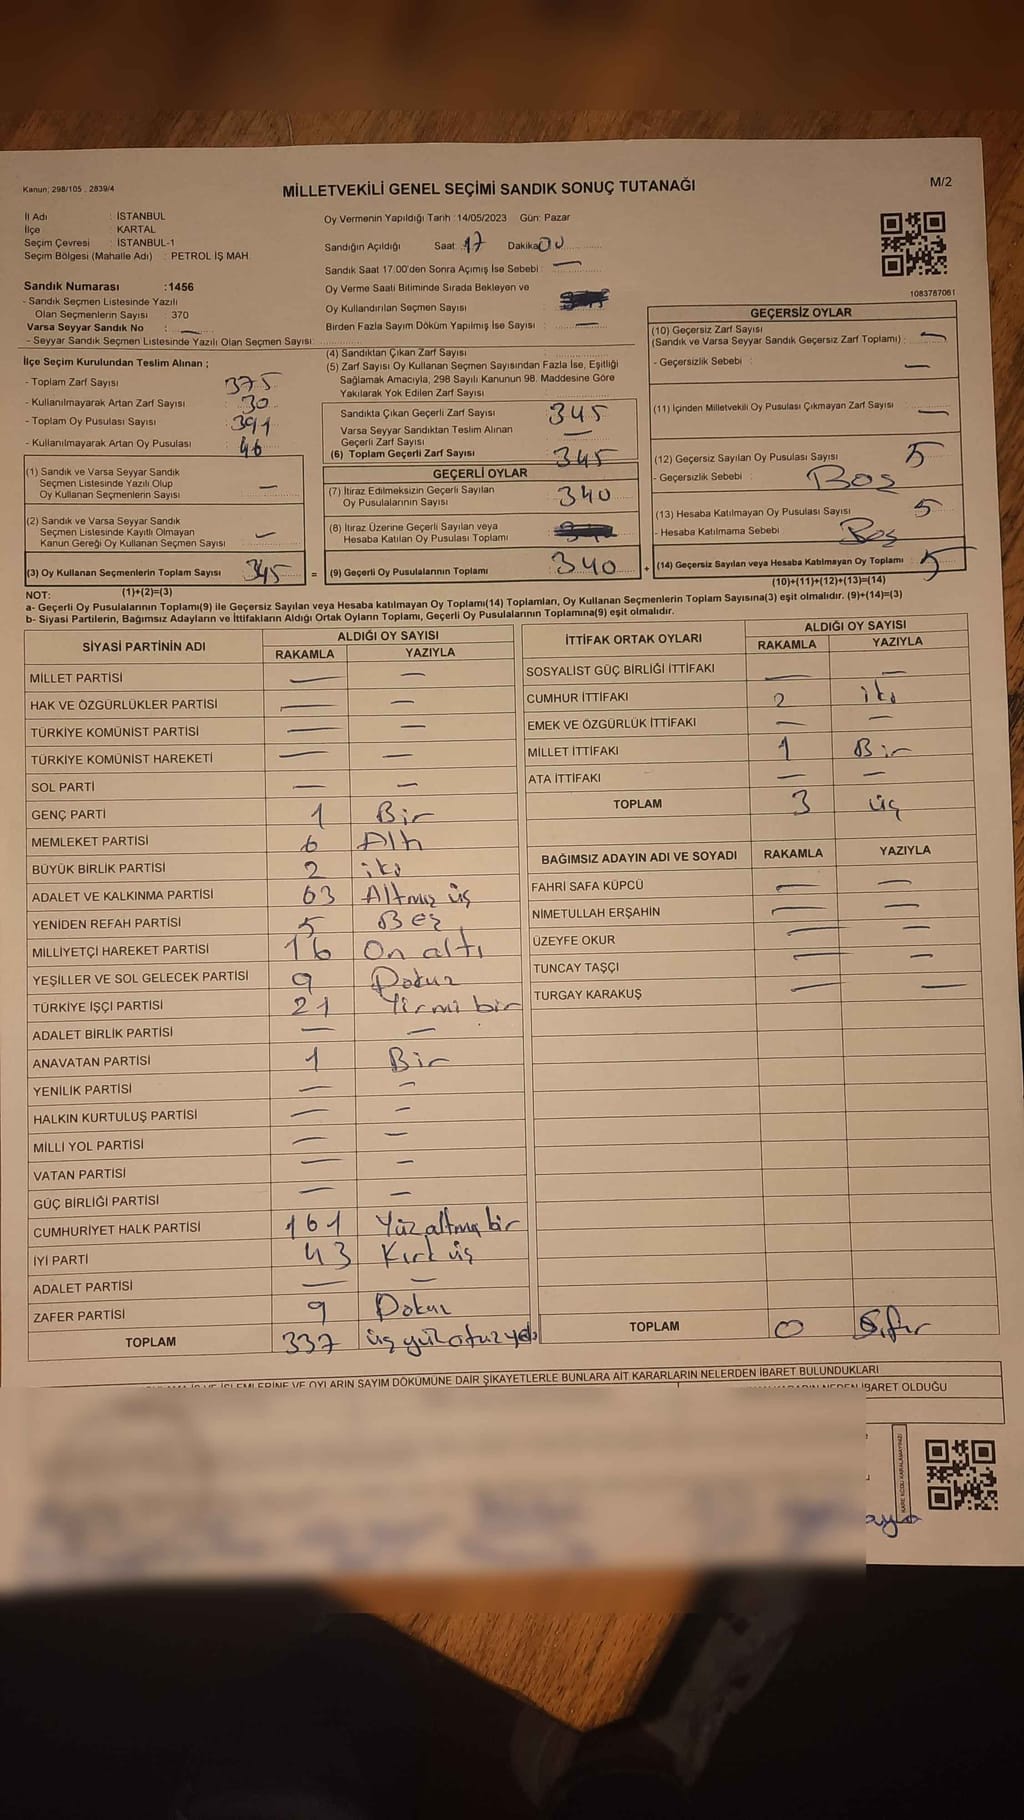 Kanun; 298/105 . 2839/4
MİLLETVEKİLİ GENEL SEÇİMİ SANDIK SONUÇ TUTANAĞI
M/2
İl Adı : İSTANBUL
İlçe : KARTAL
Seçim Çevresi : İSTANBUL-1
Seçim Bölgesi (Mahalle Adı) : PETROL İŞ MAH.
Oy Vermenin Yapıldığı Tarih :14/05/2023 Gün: Pazar
Sandığın Açıldığı Saat :17 Dakika 00
Sandık Saat 17.00'den Sonra Açımış İse Sebebi : —
Oy Verme Saati Bitiminde Sırada Bekleyen ve
Oy Kullandırılan Seçmen Sayısı :
Birden Fazla Sayım Döküm Yapılmış İse Sayısı : —
1083787061
Sandık Numarası :1456
- Sandık Seçmen Listesinde Yazılı
Olan Seçmenlerin Sayısı 370
Varsa Seyyar Sandık No : —
- Seyyar Sandık Seçmen Listesinde Yazılı Olan Seçmen Sayısı:
İlçe Seçim Kurulundan Teslim Alınan ;
- Toplam Zarf Sayısı : 375
- Kullanılmayarak Artan Zarf Sayısı : 30
- Toplam Oy Pusulası Sayısı : 391
- Kullanılmayarak Artan Oy Pusulası : 46
(1) Sandık ve Varsa Seyyar Sandık
Seçmen Listesinde Yazılı Olup
Oy Kullanan Seçmenlerin Sayısı : —
(2) Sandık ve Varsa Seyyar Sandık
Seçmen Listesinde Kayıtlı Olmayan
Kanun Gereği Oy Kullanan Seçmen Sayısı : —
(3) Oy Kullanan Seçmenlerin Toplam Sayısı : 345
(1)+(2)=(3)
(4) Sandıktan Çıkan Zarf Sayısı
(5) Zarf Sayısı Oy Kullanan Seçmen Sayısından Fazla İse, Eşitliği
Sağlamak Amacıyla, 298 Sayılı Kanunun 98. Maddesine Göre
Yakılarak Yok Edilen Zarf Sayısı :
Sandıkta Çıkan Geçerli Zarf Sayısı : 345
Varsa Seyyar Sandıktan Teslim Alınan
Geçerli Zarf Sayısı : —
(6) Toplam Geçerli Zarf Sayısı : 345
GEÇERLİ OYLAR
(7) İtiraz Edilmeksizin Geçerli Sayılan
Oy Pusulalarının Sayısı : 340
(8) İtiraz Üzerine Geçerli Sayılan veya
Hesaba Katılan Oy Pusulası Toplamı :
= (9) Geçerli Oy Pusulalarının Toplamı : 340
GEÇERSİZ OYLAR
(10) Geçersiz Zarf Sayısı
(Sandık ve Varsa Seyyar Sandık Geçersiz Zarf Toplamı) : —
- Geçersizlik Sebebi : —
(11) İçinden Milletvekili Oy Pusulası Çıkmayan Zarf Sayısı : —
(12) Geçersiz Sayılan Oy Pusulası Sayısı : 5
- Geçersizlik Sebebi : Boş
(13) Hesaba Katılmayan Oy Pusulası Sayısı : 5
- Hesaba Katılmama Sebebi : Boş
+ (14) Geçersiz Sayılan veya Hesaba Katılmayan Oy Toplamı : 5
(10)+(11)+(12)+(13)=(14)
NOT:
a- Geçerli Oy Pusulalarının Toplamı(9) ile Geçersiz Sayılan veya Hesaba katılmayan Oy Toplamı(14) Toplamları, Oy Kullanan Seçmenlerin Toplam Sayısına(3) eşit olmalıdır. (9)+(14)=(3)
b- Siyasi Partilerin, Bağımsız Adayların ve İttifakların Aldığı Ortak Oyların Toplamı, Geçerli Oy Pusulalarının Toplamına(9) eşit olmalıdır.
SİYASİ PARTİNİN ADI ALDIĞI OY SAYISI
RAKAMLA YAZIYLA
MİLLET PARTİSİ — —
HAK VE ÖZGÜRLÜKLER PARTİSİ — —
TÜRKİYE KOMÜNİST PARTİSİ — —
TÜRKİYE KOMÜNİST HAREKETİ — —
SOL PARTİ — —
GENÇ PARTİ 1 Bir
MEMLEKET PARTİSİ 6 Altı
BÜYÜK BİRLİK PARTİSİ 2 iki
ADALET VE KALKINMA PARTİSİ 63 Altmış üç
YENİDEN REFAH PARTİSİ 5 Beş
MİLLİYETÇİ HAREKET PARTİSİ 16 On altı
YEŞİLLER VE SOL GELECEK PARTİSİ 9 Dokuz
TÜRKİYE İŞÇİ PARTİSİ 21 Yirmi bir
ADALET BİRLİK PARTİSİ — —
ANAVATAN PARTİSİ 1 Bir
YENİLİK PARTİSİ — —
HALKIN KURTULUŞ PARTİSİ — —
MİLLİ YOL PARTİSİ — —
VATAN PARTİSİ — —
GÜÇ BİRLİĞİ PARTİSİ — —
CUMHURİYET HALK PARTİSİ 161 Yüz altmış bir
İYİ PARTİ 43 Kırk üç
ADALET PARTİSİ — —
ZAFER PARTİSİ 9 Dokuz
TOPLAM 337 üç yüz otuz yedi
İTTİFAK ORTAK OYLARI ALDIĞI OY SAYISI
RAKAMLA YAZIYLA
SOSYALİST GÜÇ BİRLİĞİ İTTİFAKI — —
CUMHUR İTTİFAKI 2 iki
EMEK VE ÖZGÜRLÜK İTTİFAKI — —
MİLLET İTTİFAKI 1 Bir
ATA İTTİFAKI — —
TOPLAM 3 üç
BAĞIMSIZ ADAYIN ADI VE SOYADI RAKAMLA YAZIYLA
FAHRİ SAFA KÜPCÜ — —
NİMETULLAH ERŞAHİN — —
ÜZEYFE OKUR — —
TUNCAY TAŞÇI — —
TURGAY KARAKUŞ — —
TOPLAM 0 Sıfır
OYLARIN SAYIM DÖKÜMÜNE DAİR ŞİKAYETLERLE BUNLARA AİT KARARLARIN NELERDEN İBARET BULUNDUKLARI
İBARET OLDUĞU
KARE KODU KARALAMAYINIZ!